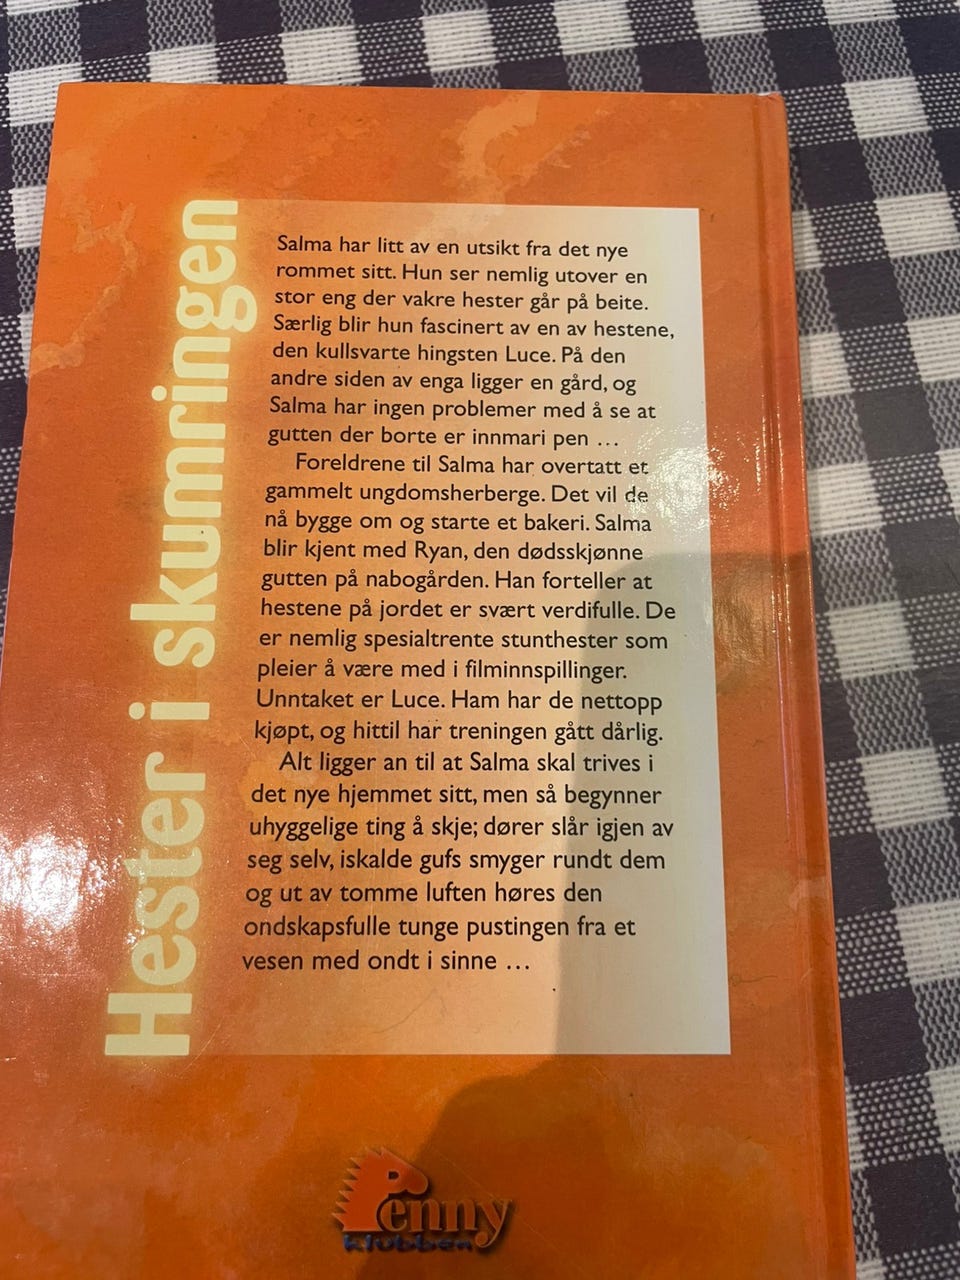 Hester i skumringen
Salma har litt av en utsikt fra det nye
rommet sitt. Hun ser nemlig utover en
stor eng der vakre hester går på beite.
Særlig blir hun fascinert av en av hestene,
den kullsvarte hingsten Luce. På den
andre siden av enga ligger en gård, og
Salma har ingen problemer med å se at
gutten der borte er innmari pen …
Foreldrene til Salma har overtatt et
gammelt ungdomsherberge. Det vil de
nå bygge om og starte et bakeri. Salma
blir kjent med Ryan, den dødsskjønne
gutten på nabogården. Han forteller at
hestene på jordet er svært verdifulle. De
er nemlig spesialtrente stunthester som
pleier å være med i filminnspillinger.
Unntaket er Luce. Ham har de nettopp
kjøpt, og hittil har treningen gått dårlig.
Alt ligger an til at Salma skal trives i
det nye hjemmet sitt, men så begynner
uhyggelige ting å skje; dører slår igjen av
seg selv, iskalde gufs smyger rundt dem
og ut av tomme luften høres den
ondskapsfulle tunge pustingen fra et
vesen med ondt i sinne …
Penny
klubben